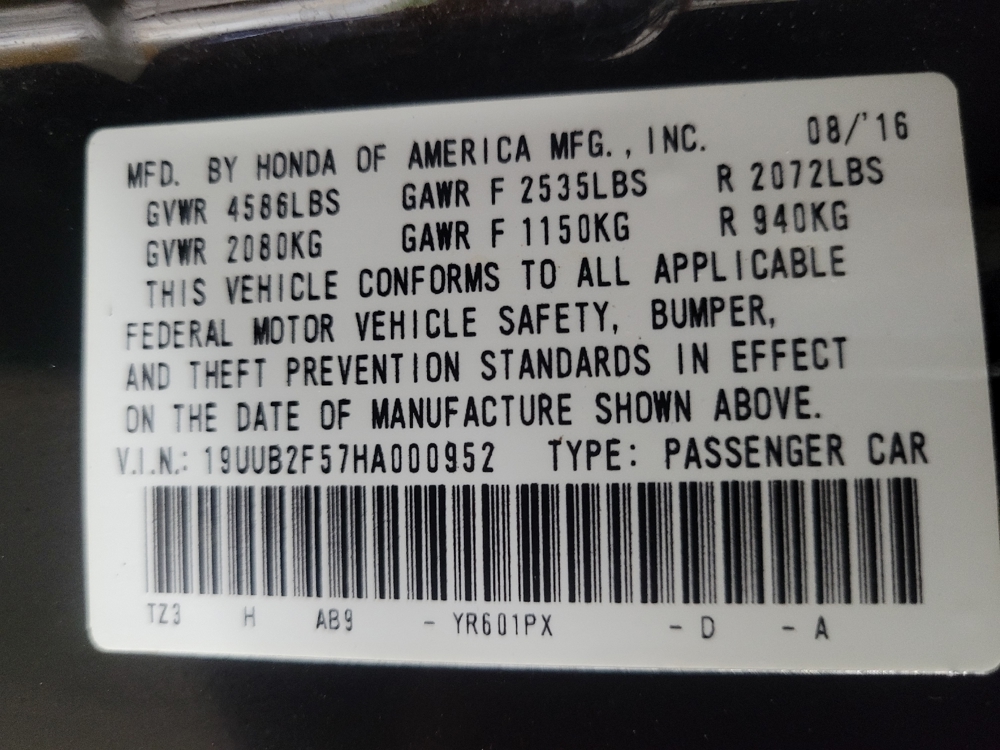 MFD. BY HONDA OF AMERICA MFG., INC. 08/'16
GVWR 4586LBS GAWR F 2535LBS R 2072LBS
GVWR 2080KG GAWR F 1150KG R 940KG
THIS VEHICLE CONFORMS TO ALL APPLICABLE
FEDERAL MOTOR VEHICLE SAFETY, BUMPER,
AND THEFT PREVENTION STANDARDS IN EFFECT
ON THE DATE OF MANUFACTURE SHOWN ABOVE.
V.I.N.: 19UUB2F57HA000952 TYPE: PASSENGER CAR
TZ3 H AB9 - YR601PX - D - A